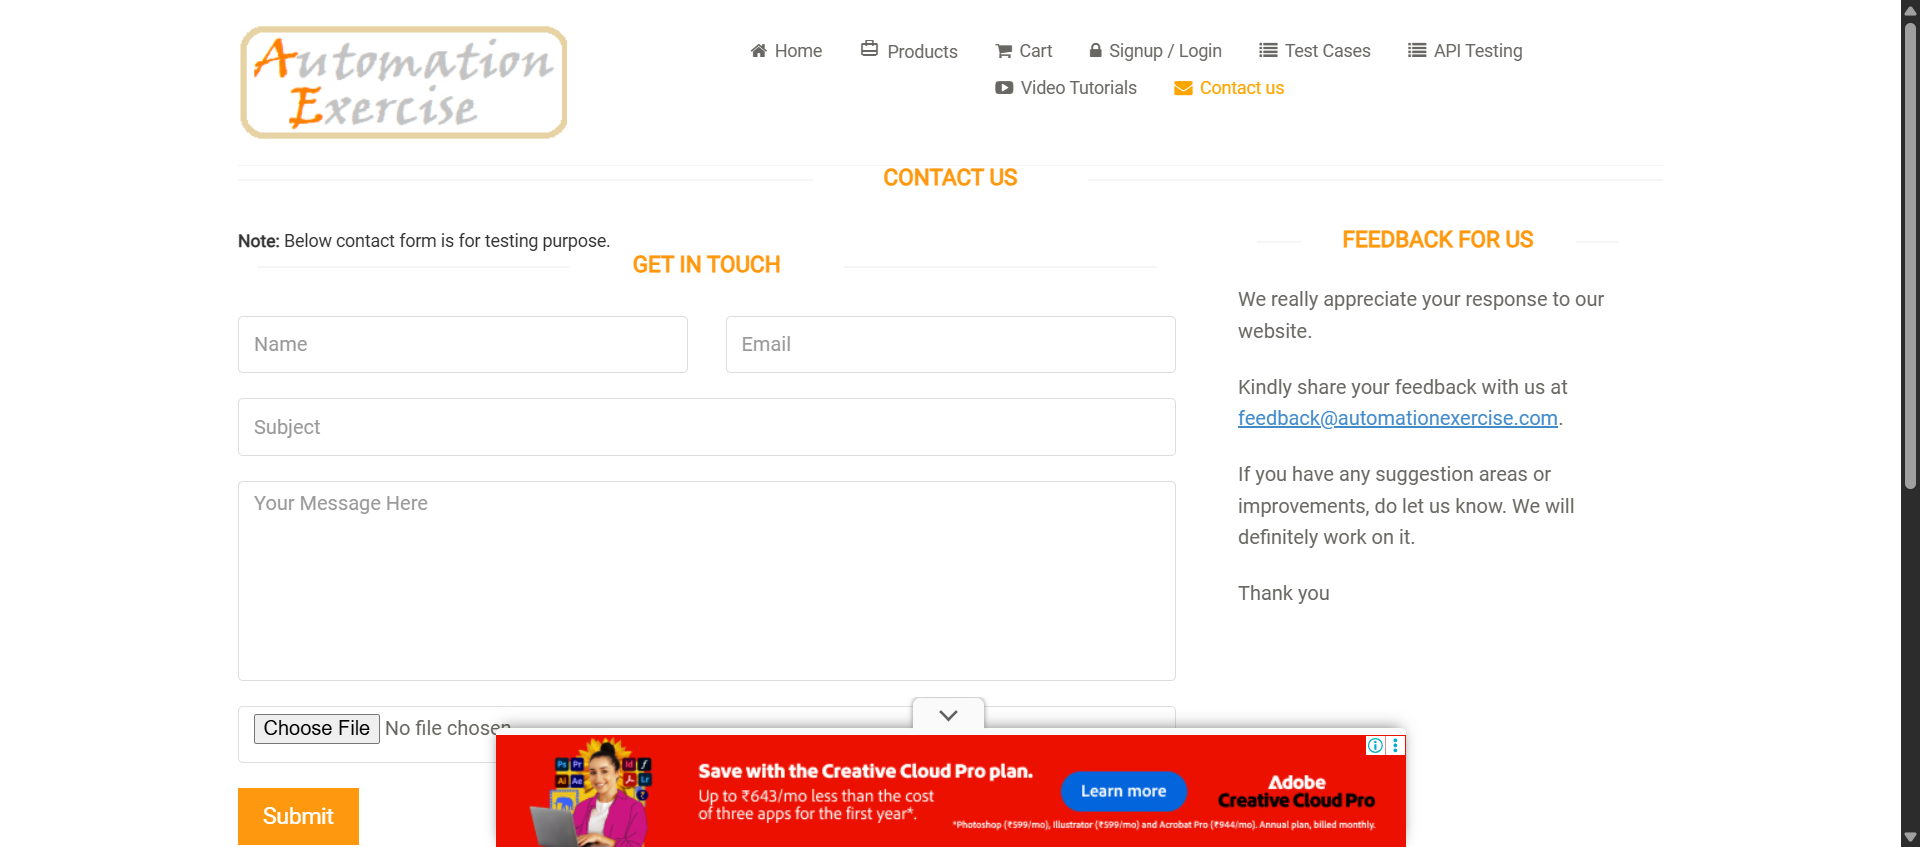 Automation
Exercise
Home
Products
Cart
Signup / Login
Test Cases
API Testing
Video Tutorials
Contact us
CONTACT US
Note: Below contact form is for testing purpose.
GET IN TOUCH
Name
Email
Subject
Your Message Here
Choose File No file chosen
Submit
FEEDBACK FOR US
We really appreciate your response to our
website.
Kindly share your feedback with us at
feedback@automationexercise.com.
If you have any suggestion areas or
improvements, do let us know. We will
definitely work on it.
Thank you
Ps Pr Id
Ai Ae Lr
Save with the Creative Cloud Pro plan.
Up to ₹643/mo less than the cost
of three apps for the first year*.
Learn more
Adobe
Creative Cloud Pro
*Photoshop (₹599/mo), Illustrator (₹599/mo) and Acrobat Pro (₹944/mo). Annual plan, billed monthly.